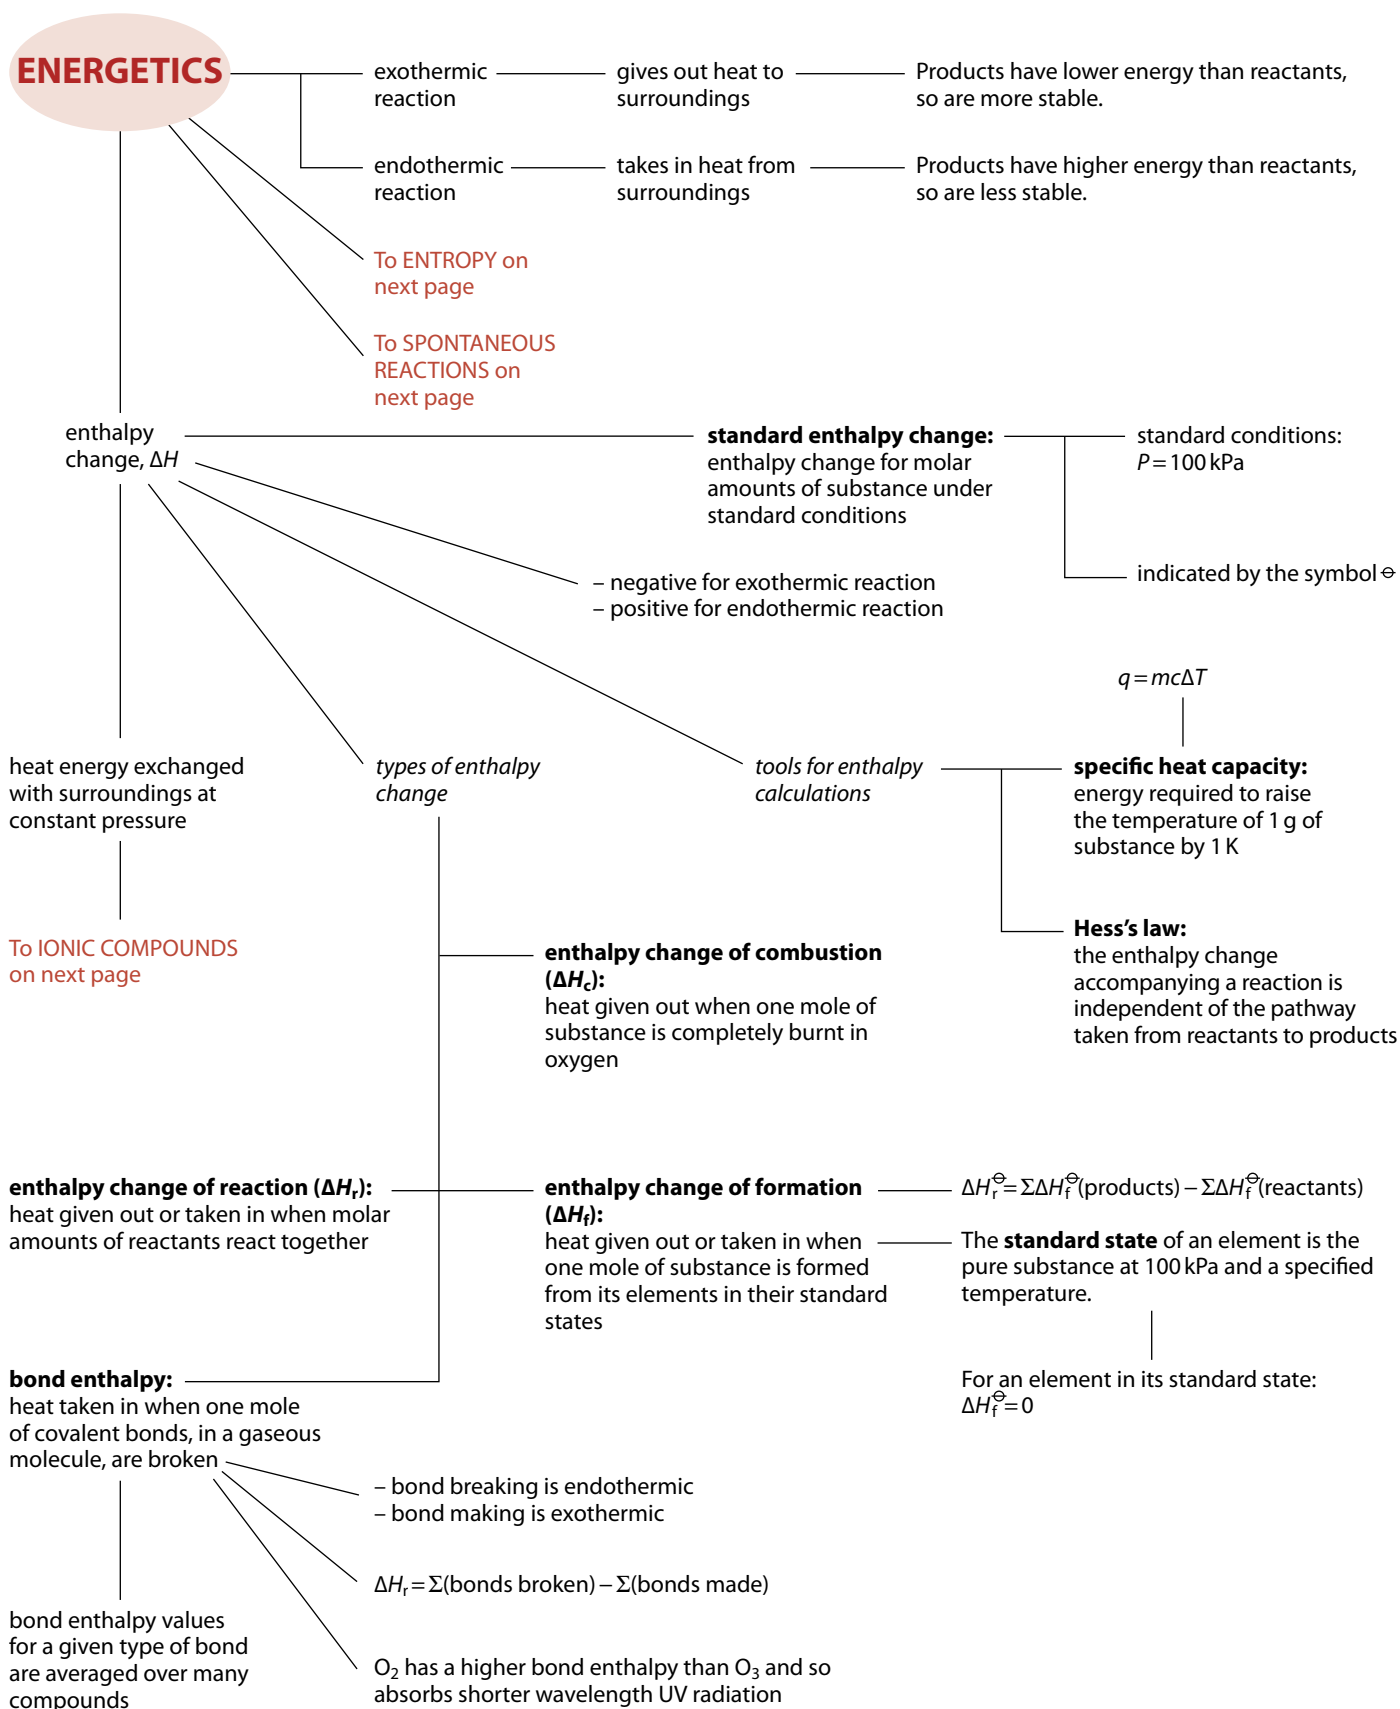 ENERGETICS
exothermic
reaction
gives out heat to
surroundings
Products have lower energy than reactants,
so are more stable.
endothermic
reaction
takes in heat from
surroundings
Products have higher energy than reactants,
so are less stable.
To ENTROPY on
next page
To SPONTANEOUS
REACTIONS on
next page
enthalpy
change, ΔH
standard enthalpy change:
enthalpy change for molar
amounts of substance under
standard conditions
standard conditions:
P = 100 kPa
indicated by the symbol ⦵
– negative for exothermic reaction
– positive for endothermic reaction
q = mcΔT
heat energy exchanged
with surroundings at
constant pressure
types of enthalpy
change
tools for enthalpy
calculations
specific heat capacity:
energy required to raise
the temperature of 1 g of
substance by 1 K
To IONIC COMPOUNDS
on next page
enthalpy change of combustion
(ΔHc):
heat given out when one mole of
substance is completely burnt in
oxygen
Hess's law:
the enthalpy change
accompanying a reaction is
independent of the pathway
taken from reactants to products
enthalpy change of reaction (ΔHr):
heat given out or taken in when molar
amounts of reactants react together
enthalpy change of formation
(ΔHf):
heat given out or taken in when
one mole of substance is formed
from its elements in their standard
states
ΔHr⦵ = ΣΔHf⦵(products) – ΣΔHf⦵(reactants)
The standard state of an element is the
pure substance at 100 kPa and a specified
temperature.
For an element in its standard state:
ΔHf⦵ = 0
bond enthalpy:
heat taken in when one mole
of covalent bonds, in a gaseous
molecule, are broken
– bond breaking is endothermic
– bond making is exothermic
ΔHr = Σ(bonds broken) – Σ(bonds made)
bond enthalpy values
for a given type of bond
are averaged over many
compounds
O2 has a higher bond enthalpy than O3 and so
absorbs shorter wavelength UV radiation